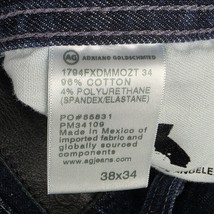 AG ADRIANO GOLDSCHMIED
1794FXDMMOZT 34
96% COTTON
4% POLYURETHANE
(SPANDEX/ELASTANE)
PO#55831
PM34109
Made in Mexico of
imported fabric and
globally sourced
components.
www.agjeans.com
38x34
ANGELE